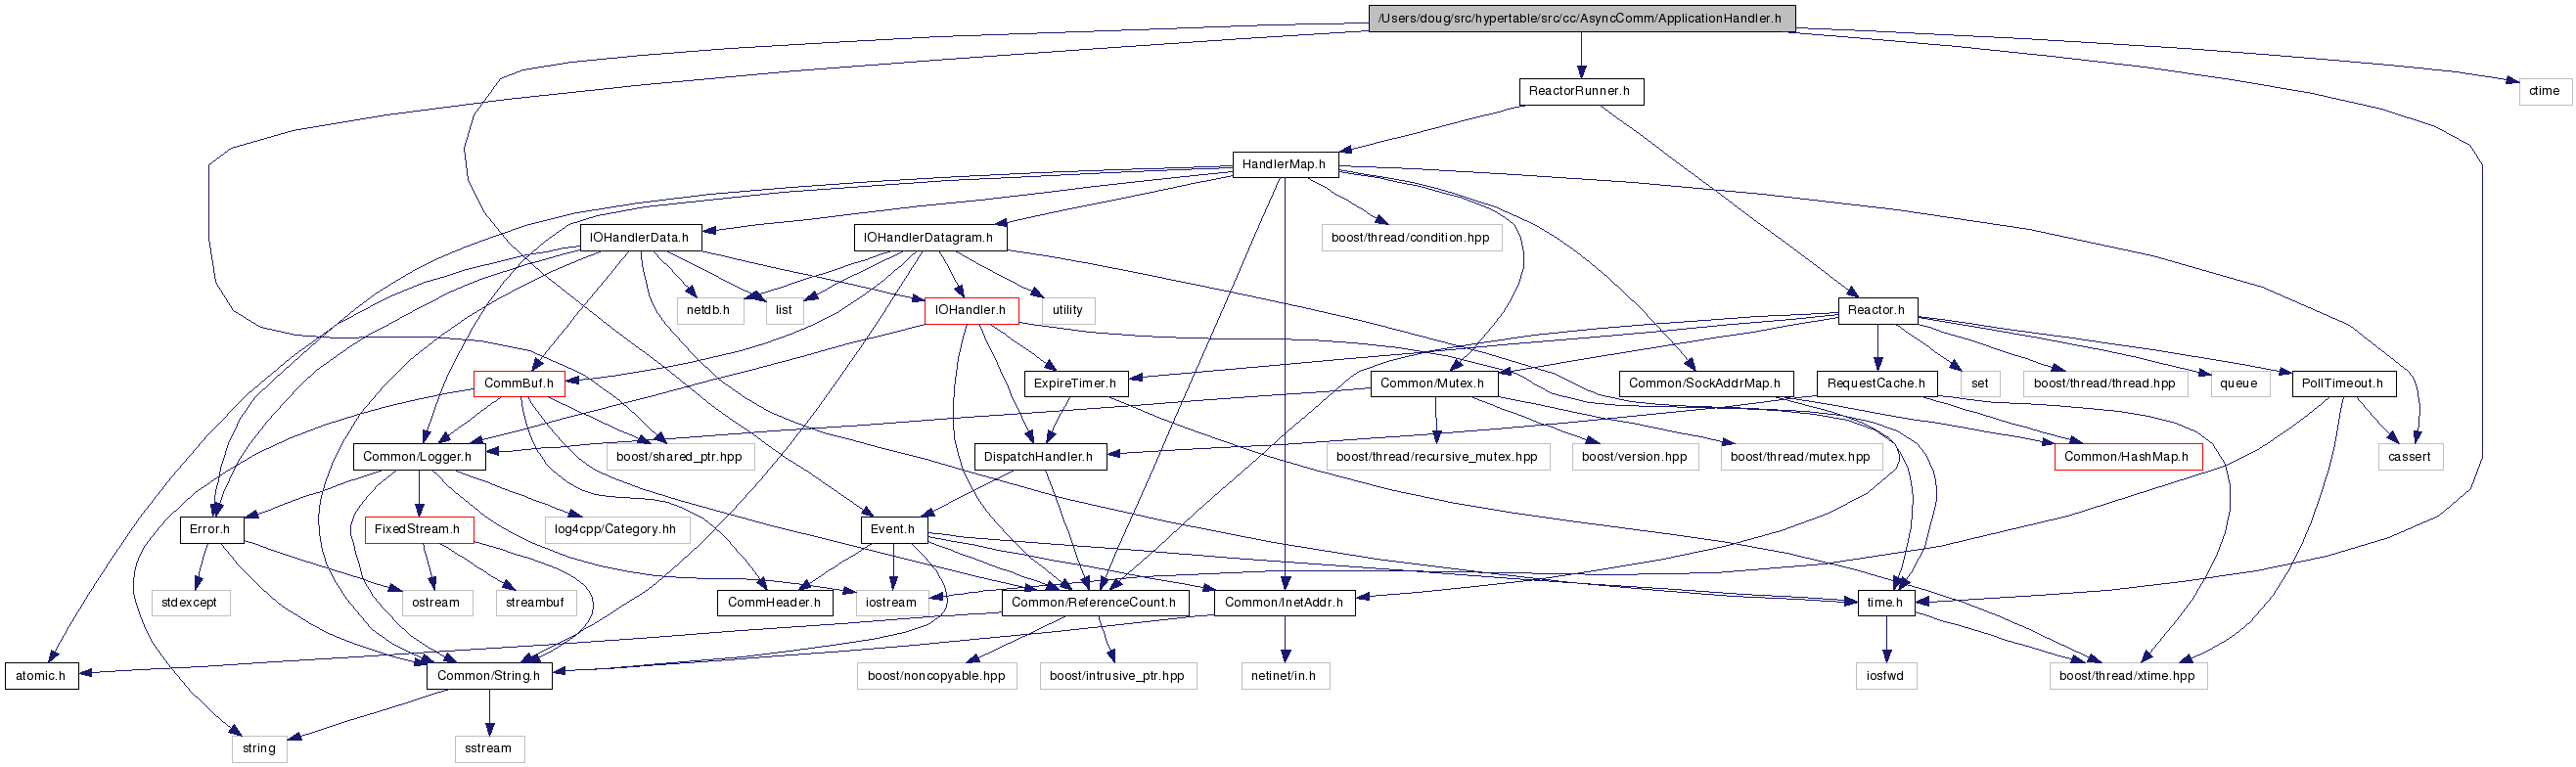 /Users/doug/src/hypertable/src/cc/AsyncComm/ApplicationHandler.h
ReactorRunner.h
ctime
HandlerMap.h
IOHandlerData.h
IOHandlerDatagram.h
boost/thread/condition.hpp
netdb.h
list
IOHandler.h
utility
Reactor.h
CommBuf.h
ExpireTimer.h
Common/Mutex.h
Common/SockAddrMap.h
RequestCache.h
set
boost/thread/thread.hpp
queue
PollTimeout.h
Common/Logger.h
boost/shared_ptr.hpp
DispatchHandler.h
boost/thread/recursive_mutex.hpp
boost/version.hpp
boost/thread/mutex.hpp
Common/HashMap.h
cassert
Error.h
FixedStream.h
log4cpp/Category.hh
Event.h
stdexcept
ostream
streambuf
CommHeader.h
iostream
Common/ReferenceCount.h
Common/InetAddr.h
time.h
atomic.h
Common/String.h
boost/noncopyable.hpp
boost/intrusive_ptr.hpp
netinet/in.h
iosfwd
boost/thread/xtime.hpp
string
sstream